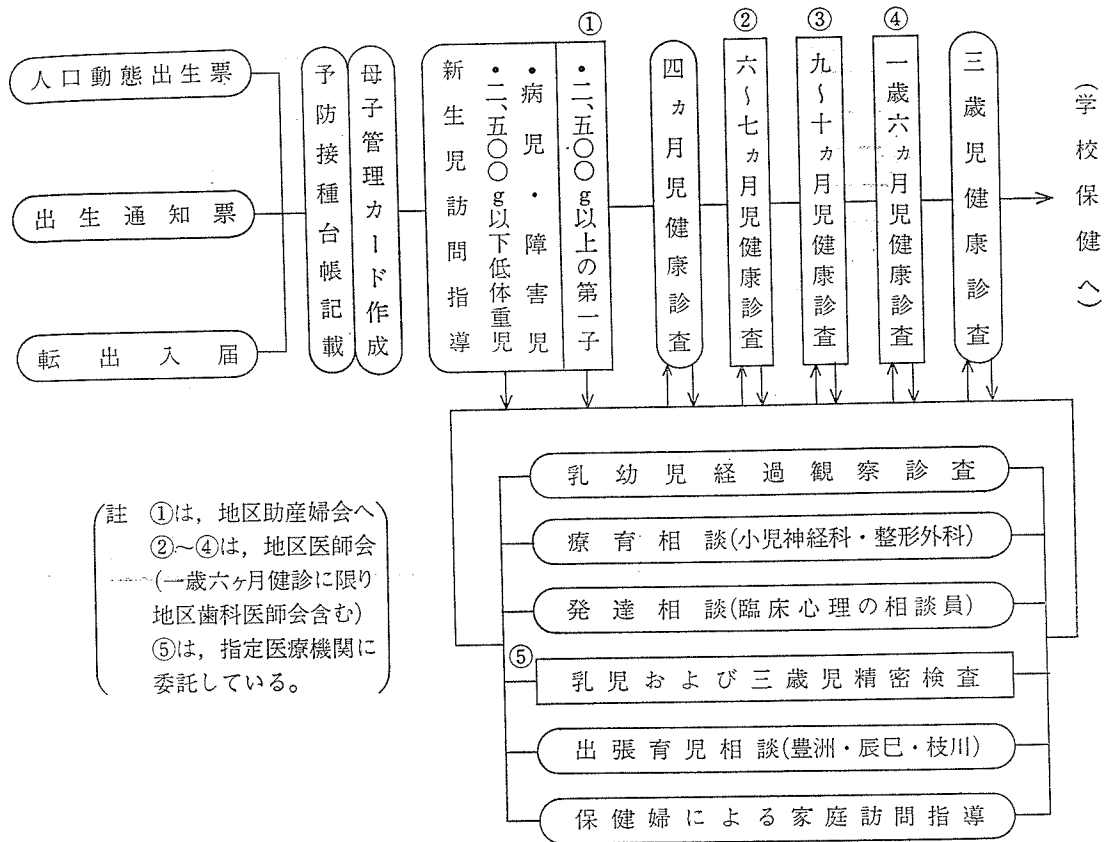 人口動態出生票
出生通知票
転出入届
予防接種台帳記載
母子管理カード作成
新生児訪問指導
・二、五〇〇g以下低体重児
・病児・障害児
①
・二、五〇〇g以上の第一子
四ヵ月児健康診査
②
六～七ヵ月児健康診査
③
九～十ヵ月児健康診査
④
一歳六ヵ月児健康診査
三歳児健康診査
(学校保健へ)
乳幼児経過観察診査
療育相談(小児神経科・整形外科)
発達相談(臨床心理の相談員)
⑤
乳児および三歳児精密検査
出張育児相談(豊洲・辰巳・枝川)
保健婦による家庭訪問指導
註 ①は，地区助産婦会へ
②～④は，地区医師会
(一歳六ヶ月健診に限り
地区歯科医師会含む)
⑤は，指定医療機関に
委託している。